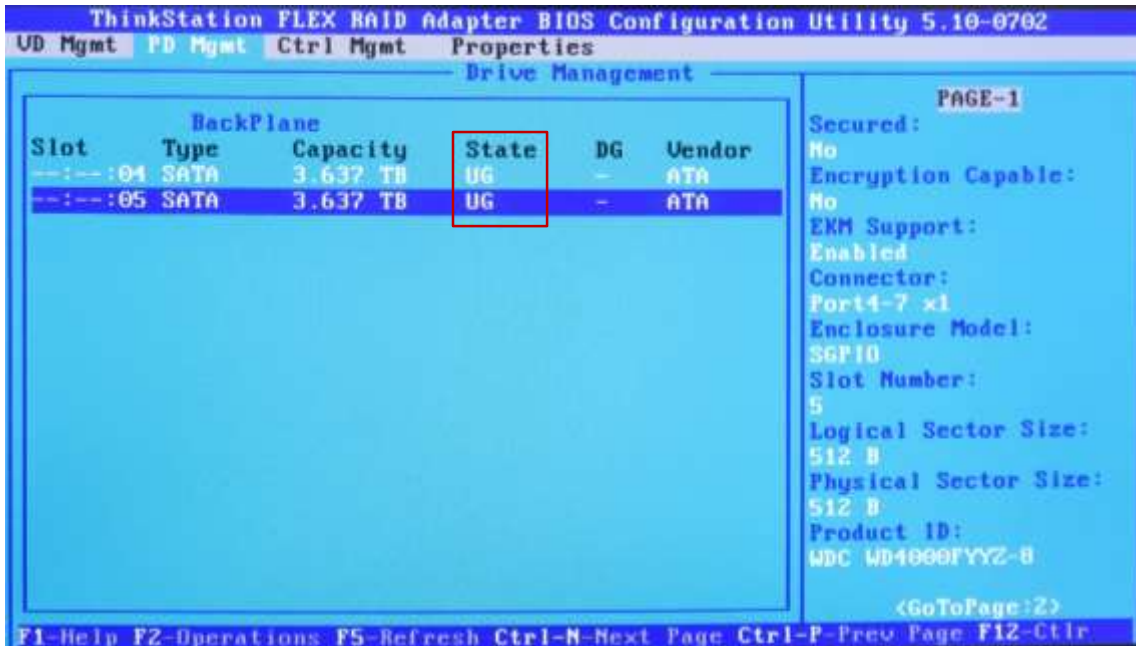 ThinkStation FLEX RAID Adapter BIOS Configuration Utility 5.10-0702
VD Mgmt PD Mgmt Ctrl Mgmt Properties
Drive Management
BackPlane
Slot Type Capacity State DG Vendor
--:--:04 SATA 3.637 TB UG - ATA
--:--:05 SATA 3.637 TB UG - ATA
PAGE-1
Secured:
No
Encryption Capable:
No
EKM Support:
Enabled
Connector:
Port4-7 x1
Enclosure Model:
SGPIO
Slot Number:
5
Logical Sector Size:
512 B
Physical Sector Size:
512 B
Product ID:
WDC WD4000FYYZ-8
<GoToPage:2>
F1-Help F2-Operations F5-Refresh Ctrl-N-Next Page Ctrl-P-Prev Page F12-Ctlr